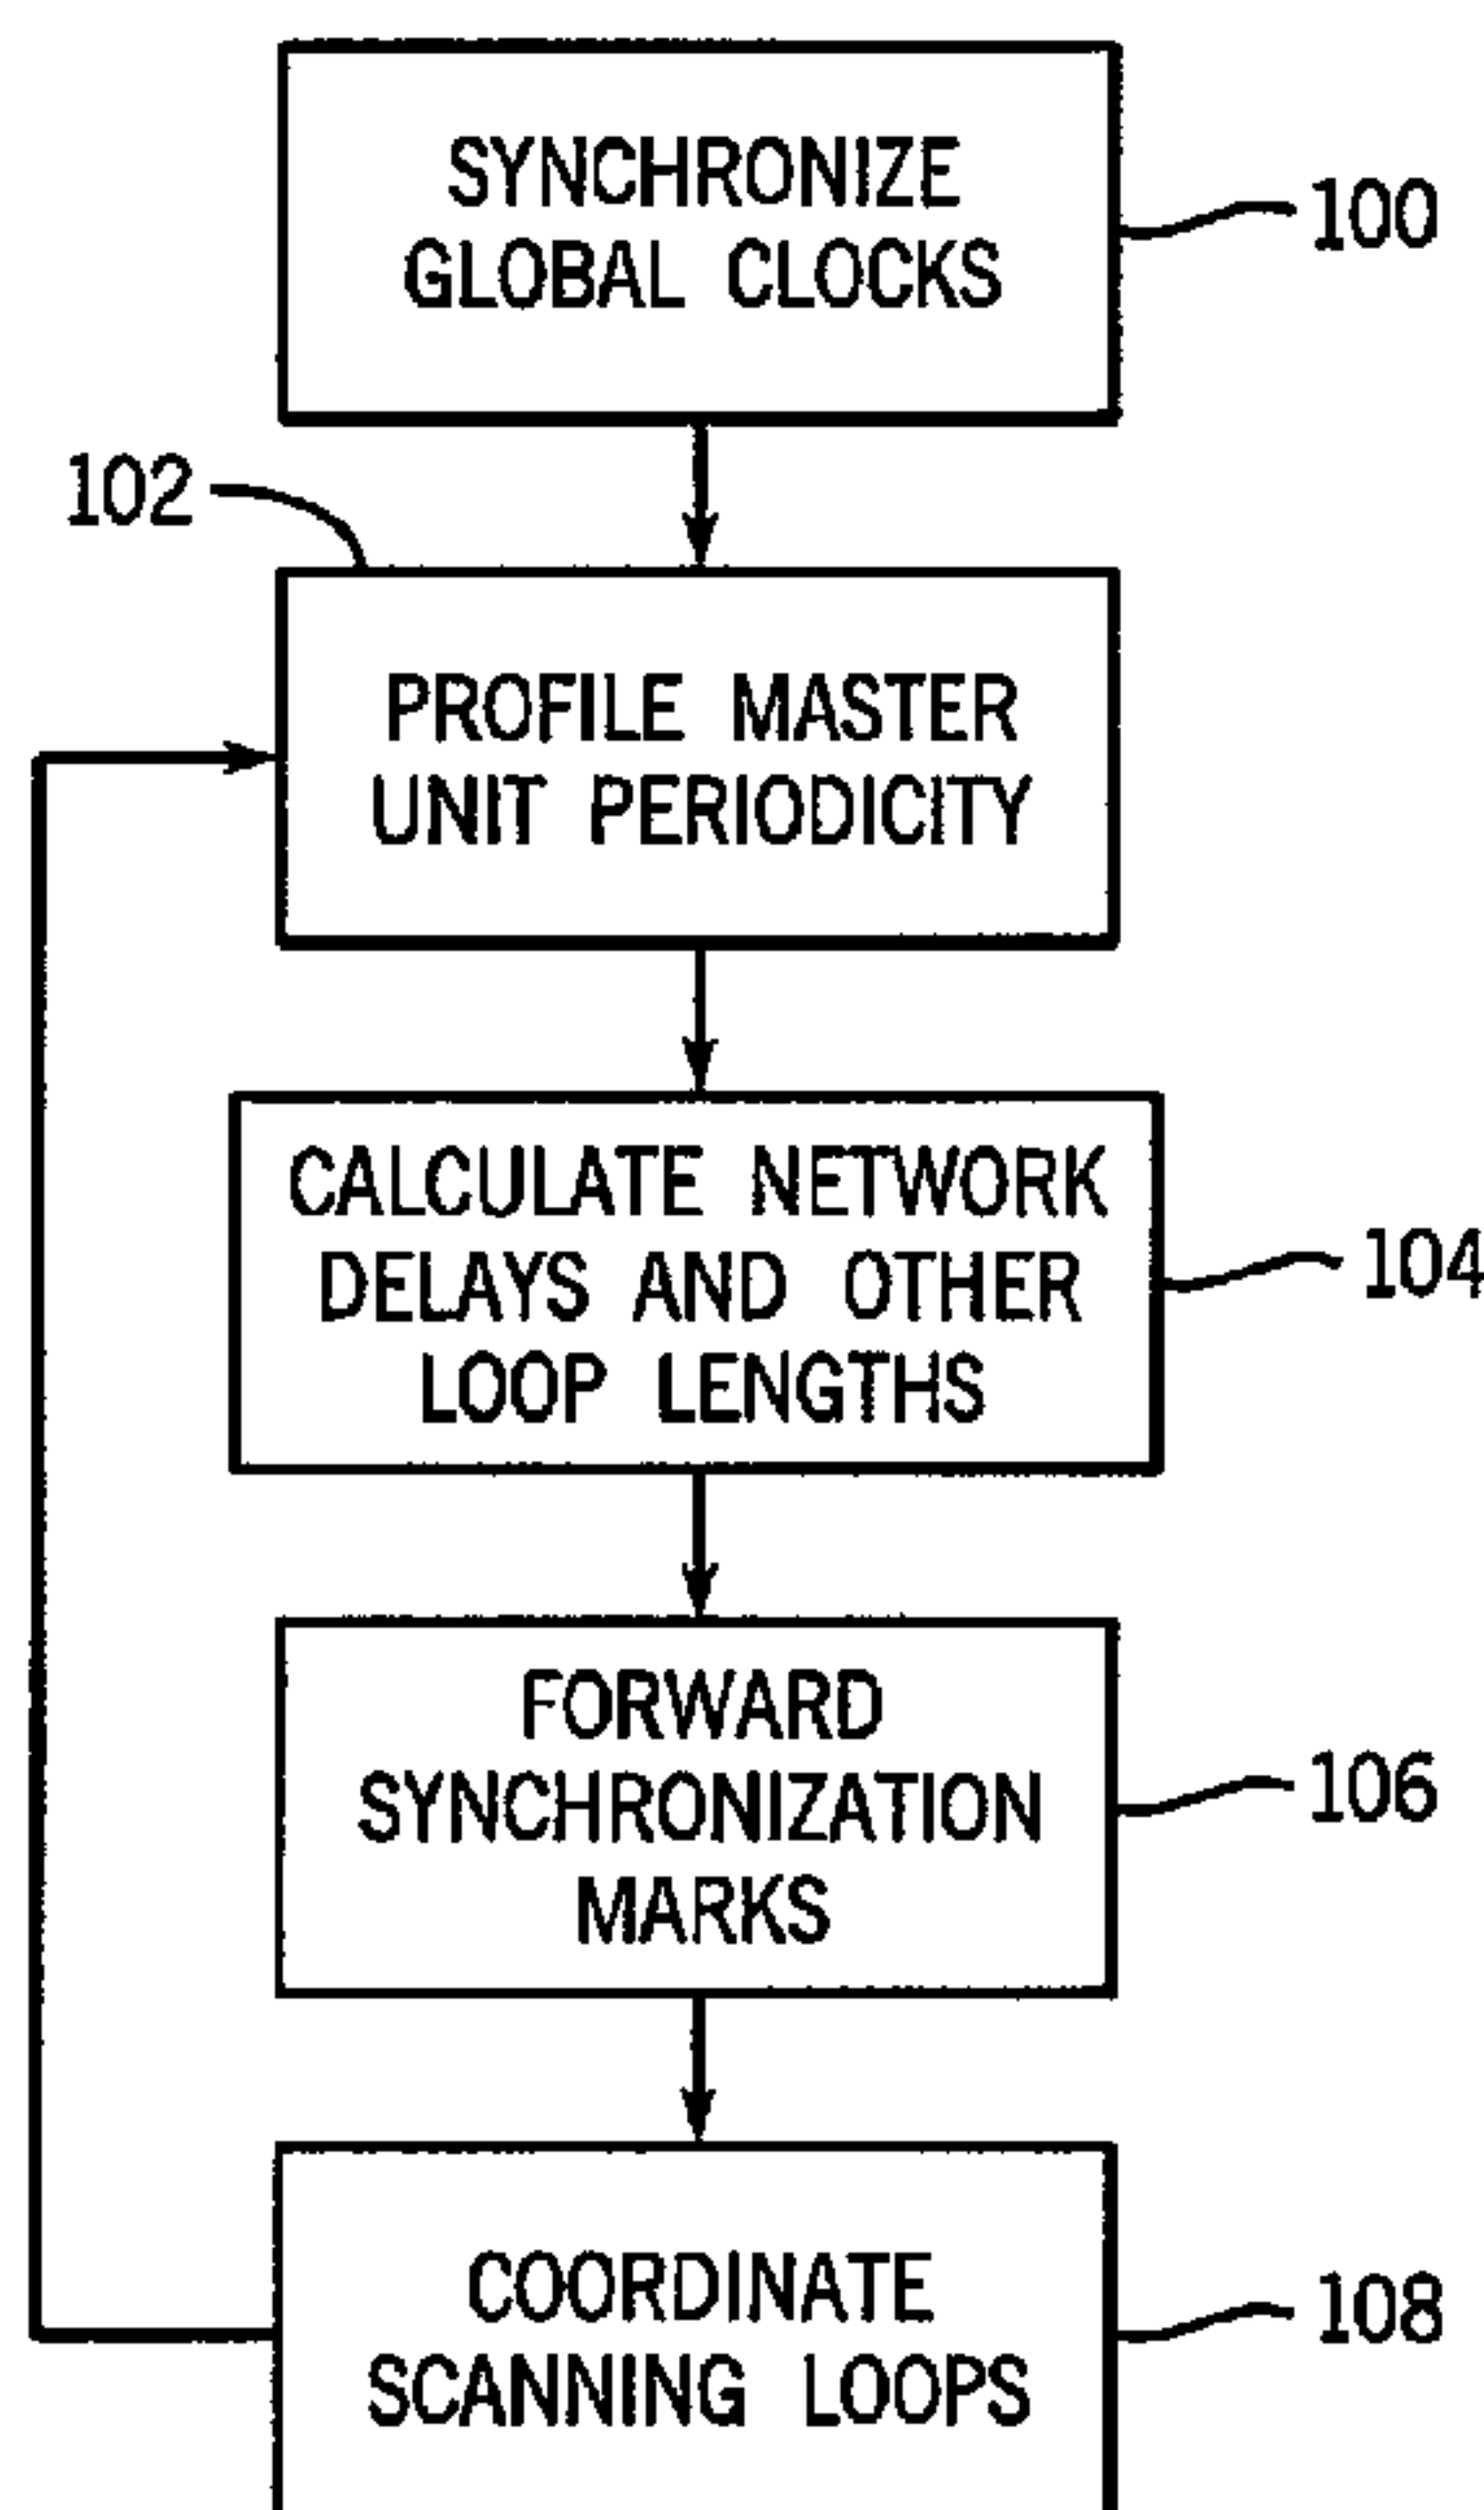 SYNCHRONIZE
GLOBAL CLOCKS
100
102
PROFILE MASTER
UNIT PERIODICITY
CALCULATE NETWORK
DELAYS AND OTHER
LOOP LENGTHS
104
FORWARD
SYNCHRONIZATION
MARKS
106
COORDINATE
SCANNING LOOPS
108